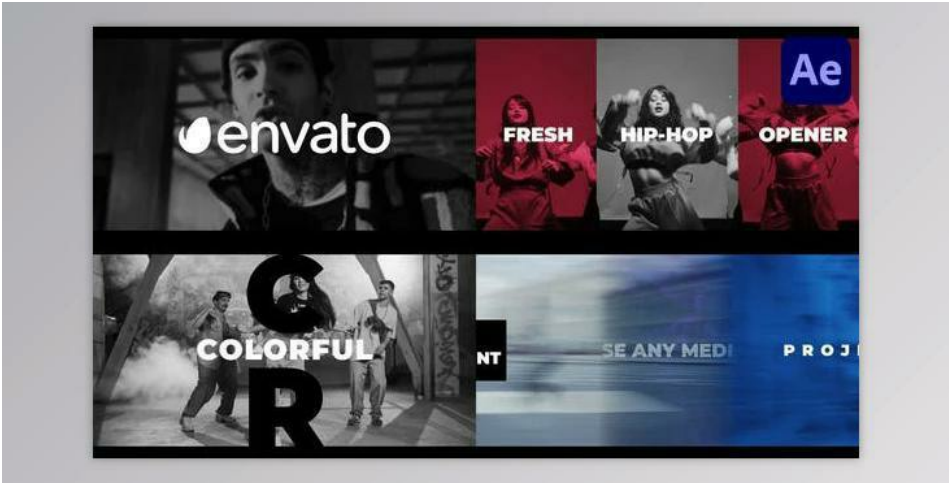 envato
FRESH HIP-HOP OPENER
Ae
C
COLORFUL
R
NT
SE ANY MEDI
PROJ